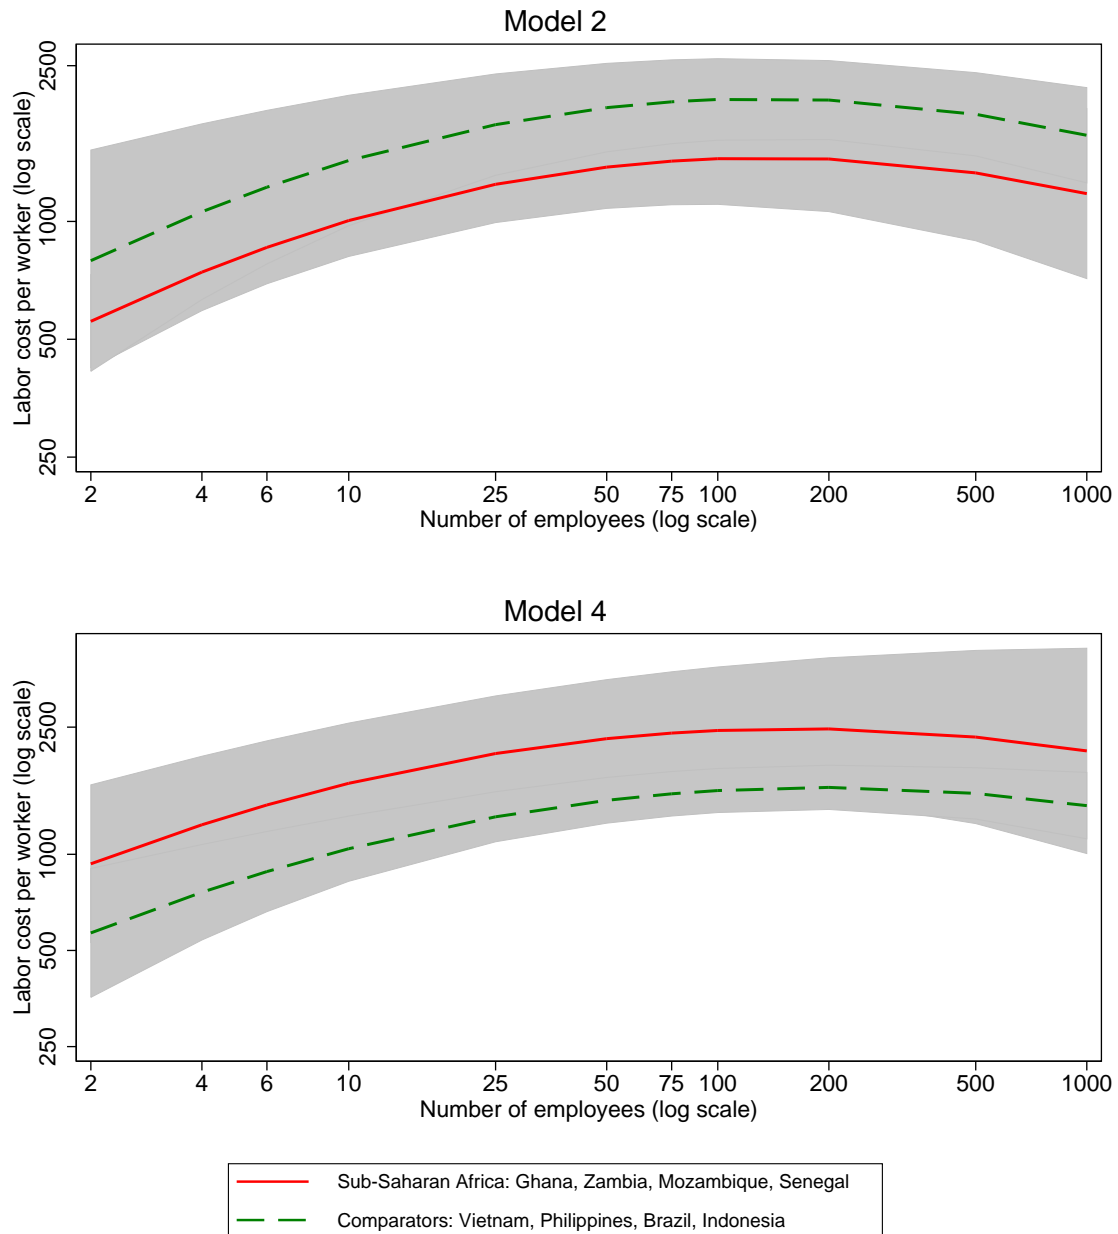 Model 2
Labor cost per worker (log scale)
2500
1000
500
250
2 4 6 10 25 50 75 100 200 500 1000
Number of employees (log scale)
Model 4
Labor cost per worker (log scale)
2500
1000
500
250
2 4 6 10 25 50 75 100 200 500 1000
Number of employees (log scale)
Sub-Saharan Africa: Ghana, Zambia, Mozambique, Senegal
Comparators: Vietnam, Philippines, Brazil, Indonesia